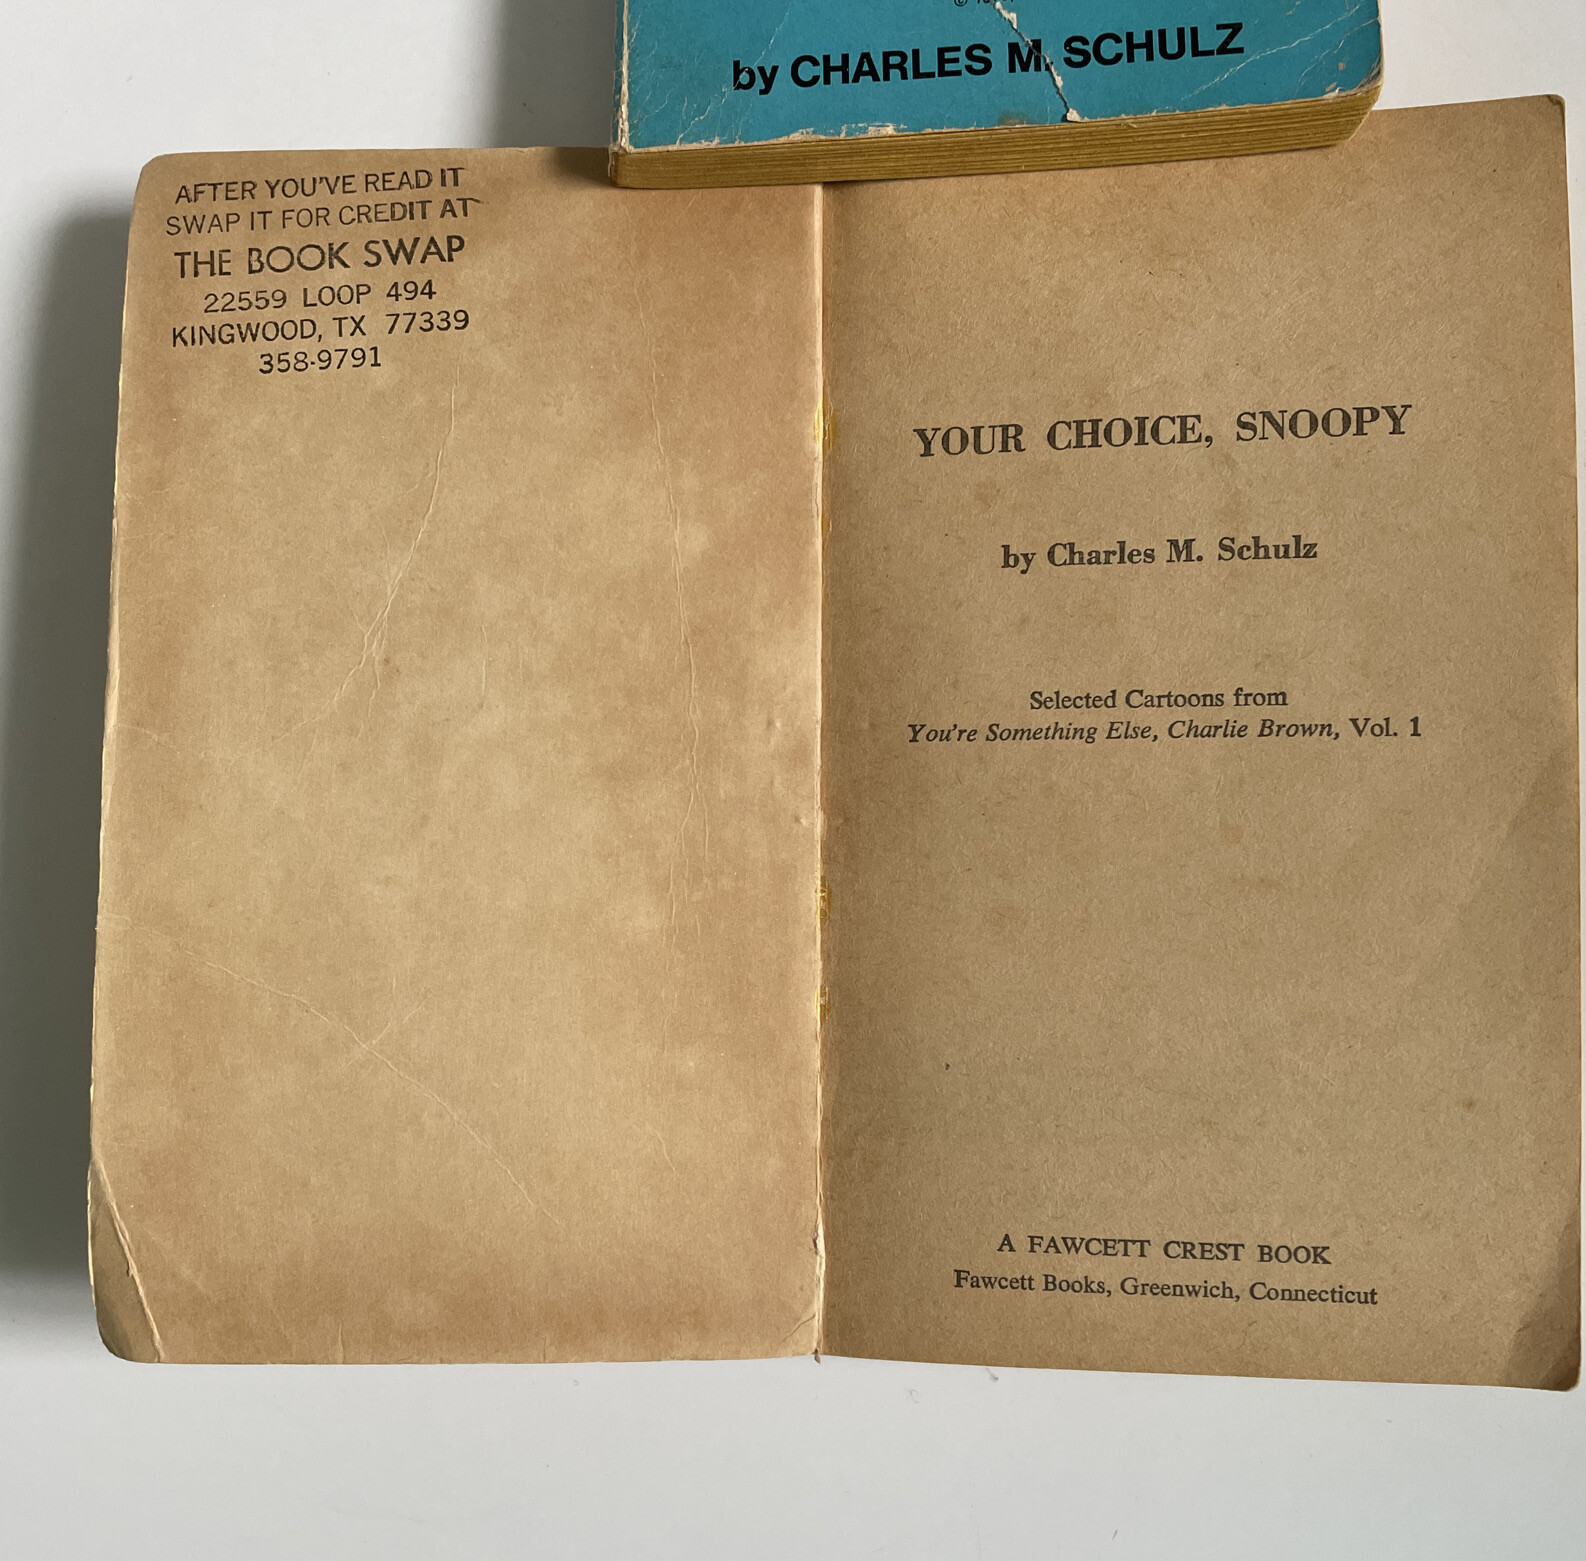 by CHARLES M. SCHULZ
AFTER YOU'VE READ IT
SWAP IT FOR CREDIT AT
THE BOOK SWAP
22559 LOOP 494
KINGWOOD, TX 77339
358-9791
YOUR CHOICE, SNOOPY
by Charles M. Schulz
Selected Cartoons from
You're Something Else, Charlie Brown, Vol. 1
A FAWCETT CREST BOOK
Fawcett Books, Greenwich, Connecticut